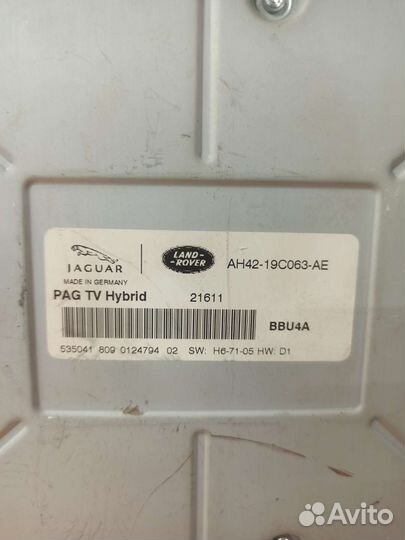 JAGUAR
LAND-
-ROVER
AH42-19C063-AE
MADE IN GERMANY
PAG TV Hybrid 21611
BBU4A
535041 809 0124794 02 SW: H6-71-05 HW: D1
Avito